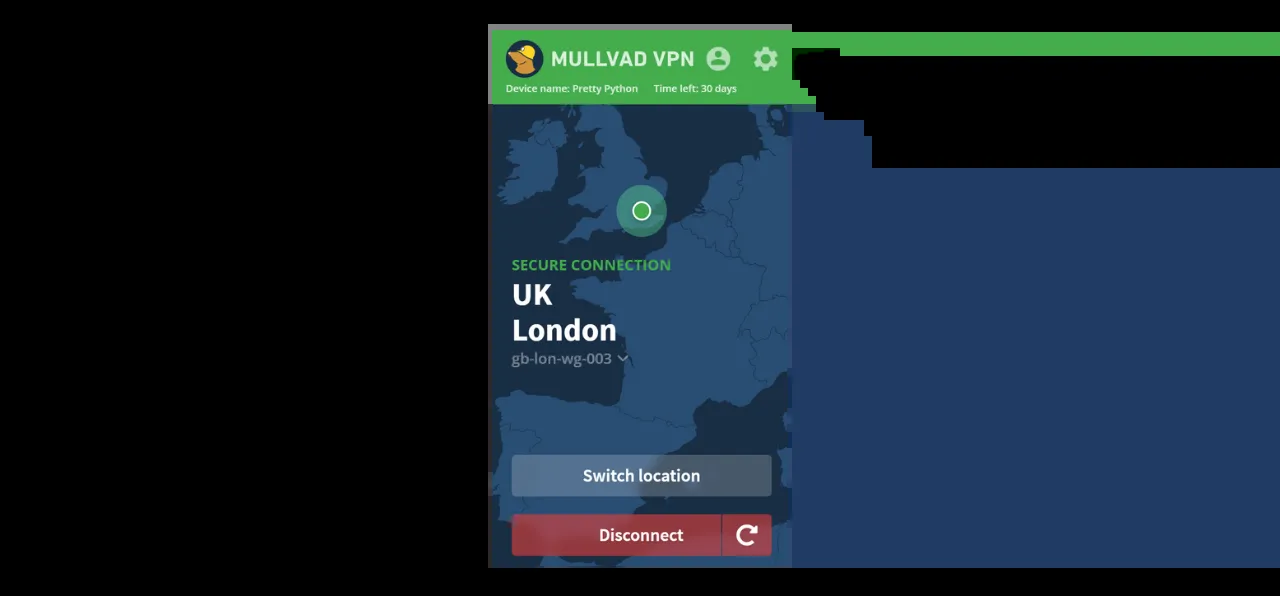 MULLVAD VPN
Device name: Pretty Python Time left: 30 days
SECURE CONNECTION
UK
London
gb-lon-wg-003
Switch location
Disconnect